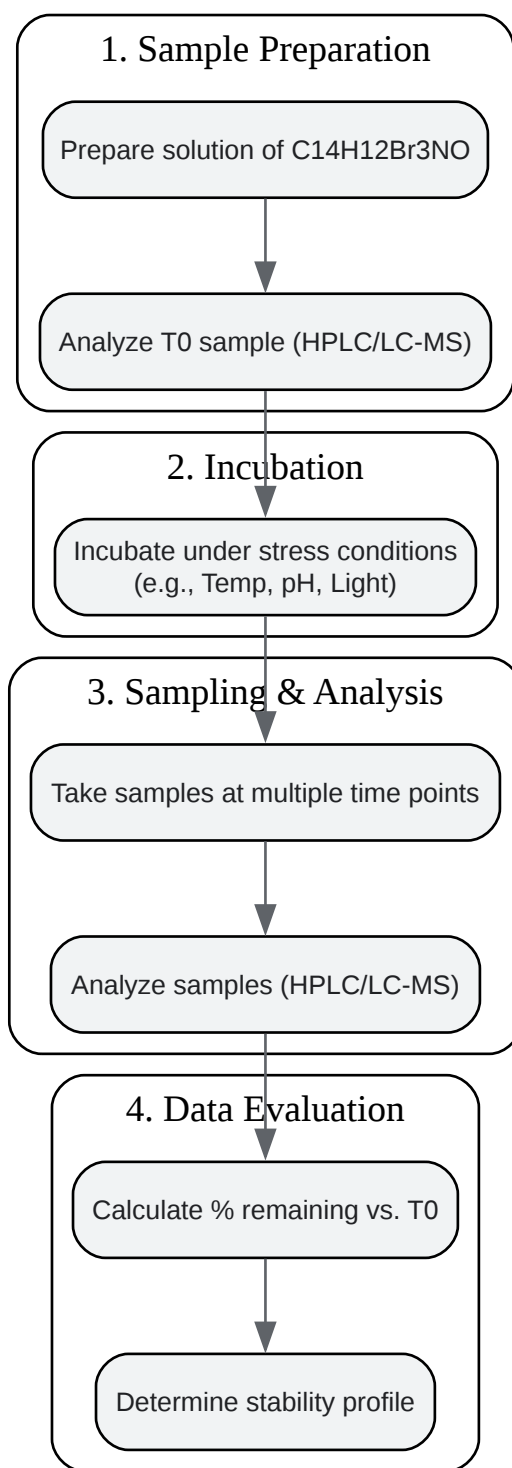 1. Sample Preparation
Prepare solution of C14H12Br3NO
Analyze T0 sample (HPLC/LC-MS)
2. Incubation
Incubate under stress conditions
(e.g., Temp, pH, Light)
3. Sampling & Analysis
Take samples at multiple time points
Analyze samples (HPLC/LC-MS)
4. Data Evaluation
Calculate % remaining vs. T0
Determine stability profile